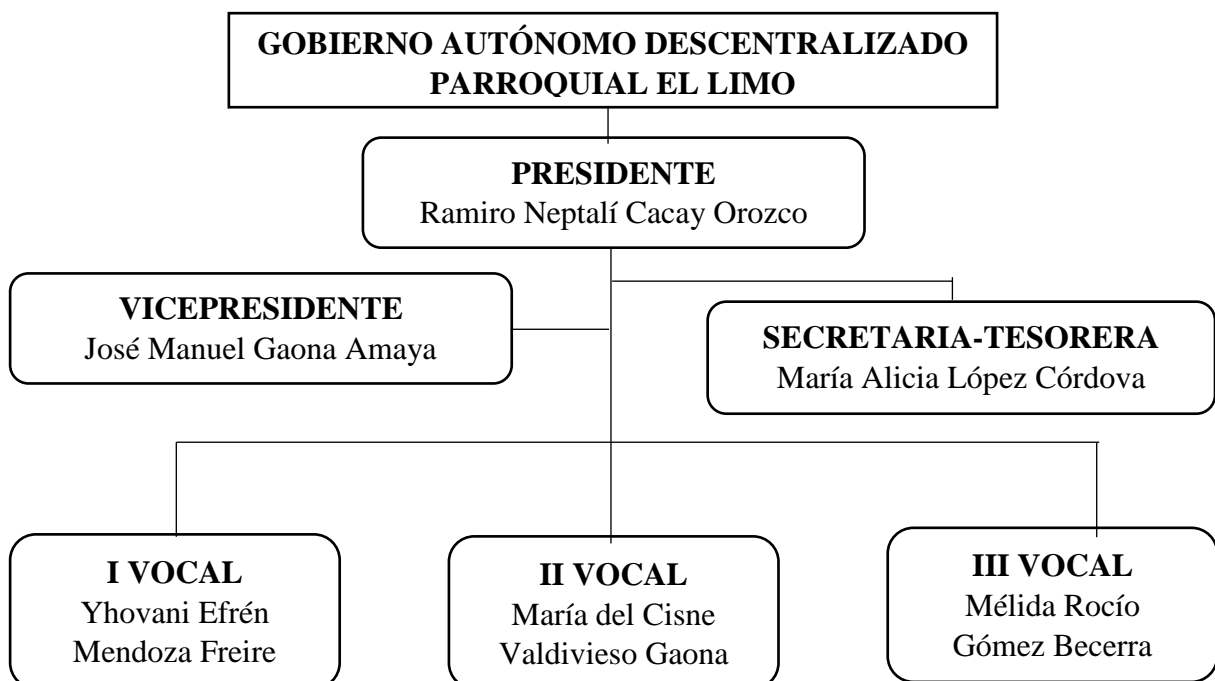 GOBIERNO AUTÓNOMO DESCENTRALIZADO
PARROQUIAL EL LIMO
PRESIDENTE
Ramiro Neptalí Cacay Orozco
VICEPRESIDENTE
José Manuel Gaona Amaya
SECRETARIA-TESORERA
María Alicia López Córdova
I VOCAL
Yhovani Efrén
Mendoza Freire
II VOCAL
María del Cisne
Valdivieso Gaona
III VOCAL
Mélida Rocío
Gómez Becerra